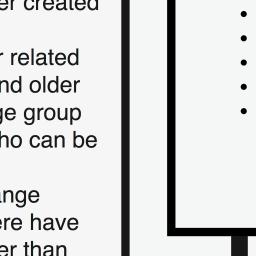 er created
r related
nd older
ge group
ho can be
ange
ere have
er than